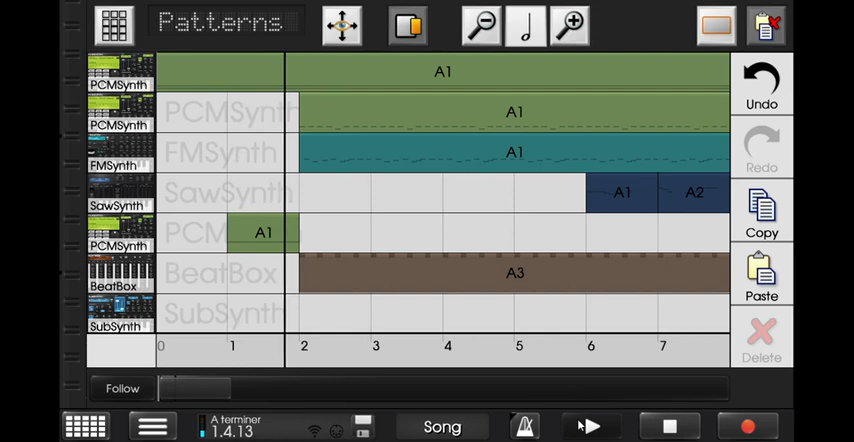 Patterns
PCMSynth A1
PCMSynth PCMSynth A1
FMSynth FMSynth A1
SawSynth SawSynth A1 A2
PCMSynth PCM A1
BeatBox BeatBox A3
SubSynth SubSynth
0 1 2 3 4 5 6 7
Undo
Redo
Copy
Paste
Delete
Follow
A terminer
1.4.13
Song